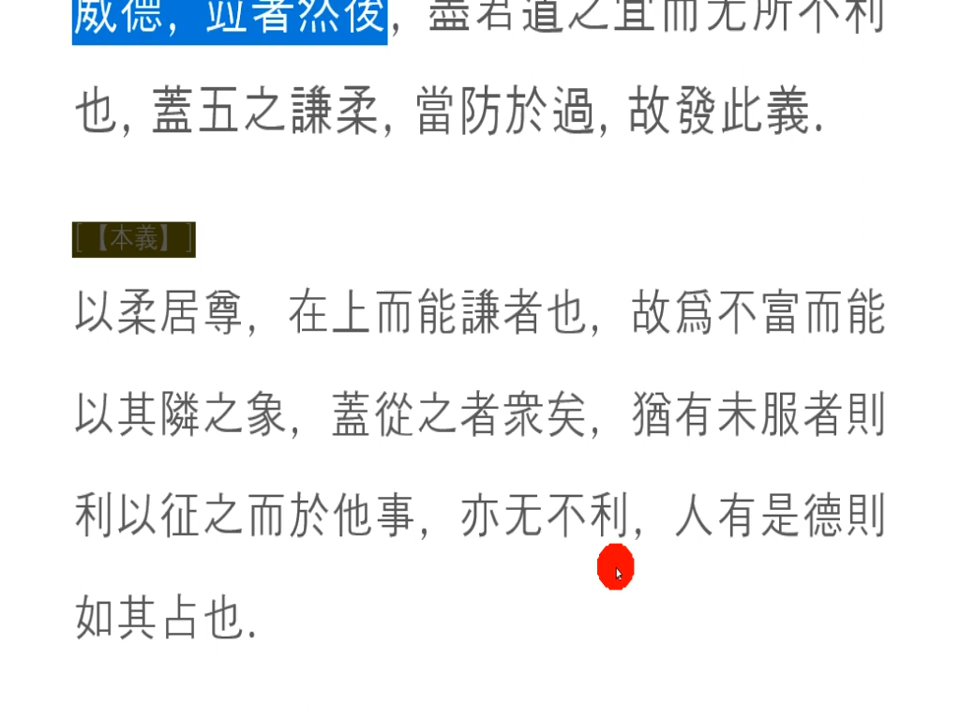 威德, 竝著然後, 盡君道之宜而无所不利
也, 蓋五之謙柔, 當防於過, 故發此義.
[【本義】]
以柔居尊, 在上而能謙者也, 故爲不富而能
以其隣之象, 蓋從之者衆矣, 猶有未服者則
利以征之而於他事, 亦无不利, 人有是德則
如其占也.